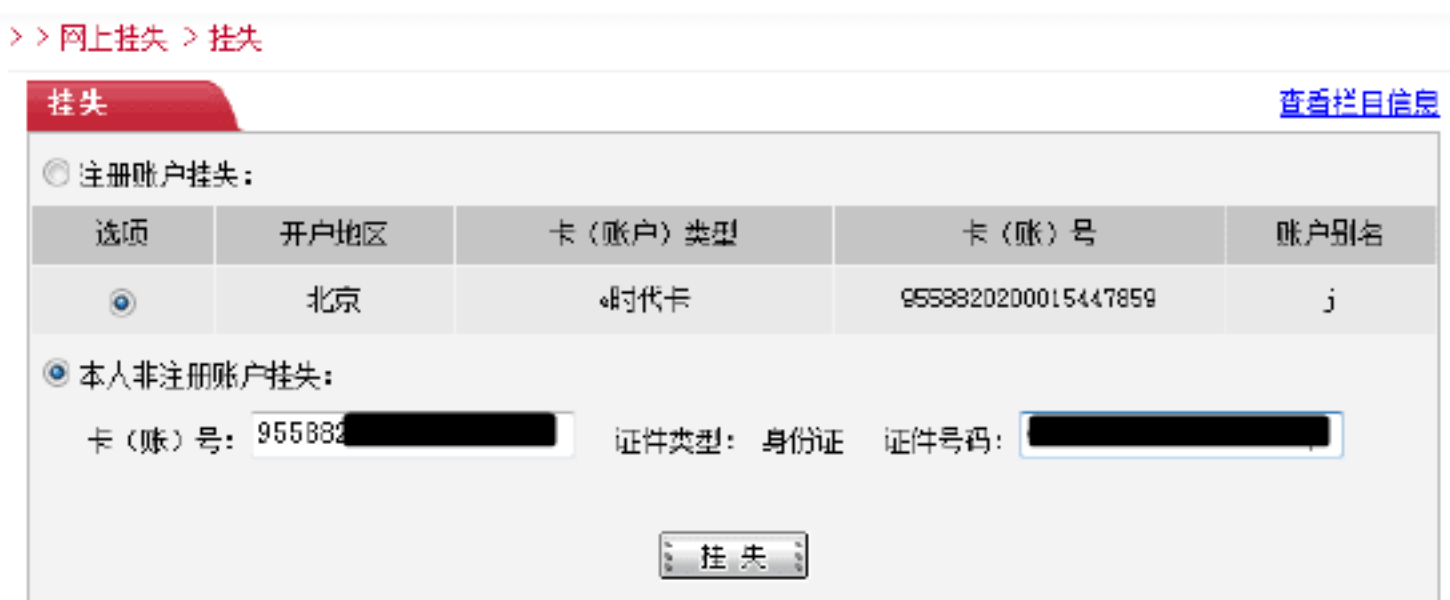 >> 网上挂失 > 挂失
挂失 查看栏目信息
注册账户挂失:
选项 开户地区 卡(账户)类型 卡(账)号 账户别名
北京 e时代卡 9558820200015447859 j
本人非注册账户挂失:
卡(账)号: 955882 证件类型: 身份证 证件号码:
挂 失